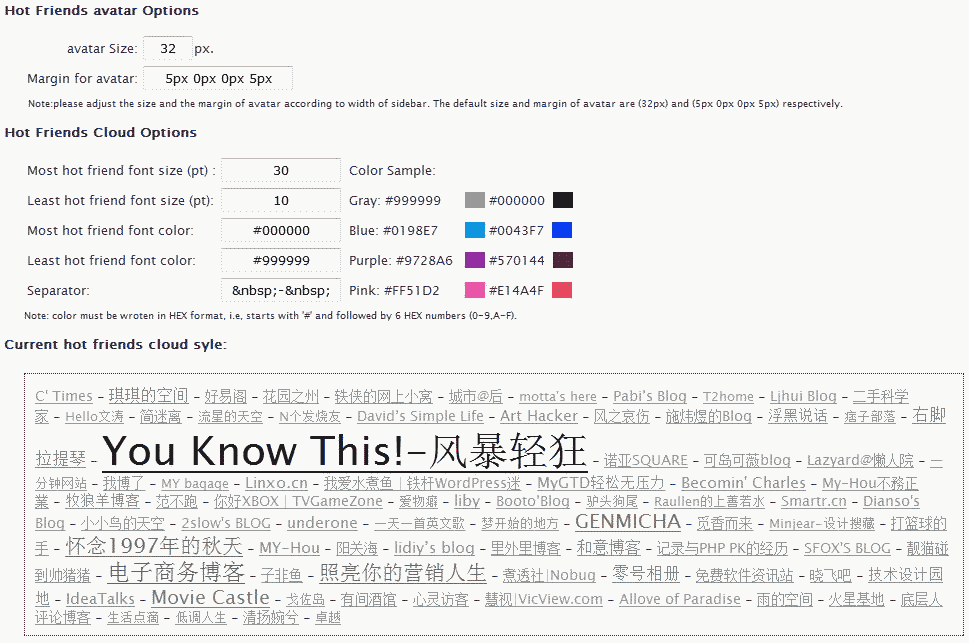 Hot Friends avatar Options
avatar Size: 32 px.
Margin for avatar: 5px 0px 0px 5px
Note:please adjust the size and the margin of avatar according to width of sidebar. The default size and margin of avatar are (32px) and (5px 0px 0px 5px) respectively.
Hot Friends Cloud Options
Most hot friend font size (pt) : 30 Color Sample:
Least hot friend font size (pt): 10 Gray: #999999 #000000
Most hot friend font color: #000000 Blue: #0198E7 #0043F7
Least hot friend font color: #999999 Purple: #9728A6 #570144
Separator: &nbsp;-&nbsp; Pink: #FF51D2 #E14A4F
Note: color must be wroten in HEX format, i.e, starts with '#' and followed by 6 HEX numbers (0-9,A-F).
Current hot friends cloud syle:
C' Times - 琪琪的空间 - 好易阁 - 花园之州 - 铁侠的网上小窝 - 城市@后 - motta's here - Pabi's Blog - T2home - Ljhui Blog - 二手科学
家 - Hello文涛 - 简迷离 - 流星的天空 - N个发烧友 - David's Simple Life - Art Hacker - 风之哀伤 - 施炜煜的Blog - 浮黑说话 - 痞子部落 - 右脚
拉提琴 - You Know This!-风暴轻狂 - 诺亚SQUARE - 可岛可薇blog - Lazyard@懒人院 - 一
分钟网站 - 我博了 - MY baqaqe - Linxo.cn - 我爱水煮鱼 | 铁杆WordPress迷 - MyGTD轻松无压力 - Becomin' Charles - My-Hou不務正
業 - 牧狼羊博客 - 范不跑 - 你好XBOX | TVGameZone - 爱物癖 - liby - Booto'Blog - 驴头狗尾 - Raullen的上善若水 - Smartr.cn - Dianso's
Blog - 小小鸟的天空 - 2slow's BLOG - underone - 一天一首英文歌 - 梦开始的地方 - GENMICHA - 觅香而来 - Minjear-设计搜藏 - 打篮球的
手 - 怀念1997年的秋天 - MY-Hou - 阳关海 - lidiy's blog - 里外里博客 - 和意博客 - 记录与PHP PK的经历 - SFOX'S BLOG - 靓猫碰
到帅猪猪 - 电子商务博客 - 子非鱼 - 照亮你的营销人生 - 煮透社|Nobug - 零号相册 - 免费软件资讯站 - 晓飞吧 - 技术设计园
地 - IdeaTalks - Movie Castle - 戈佐岛 - 有间酒馆 - 心灵访客 - 慧视|VicView.com - Allove of Paradise - 雨的空间 - 火星基地 - 底层人
评论博客 - 生活点滴 - 低调人生 - 清扬婉兮 - 卓越